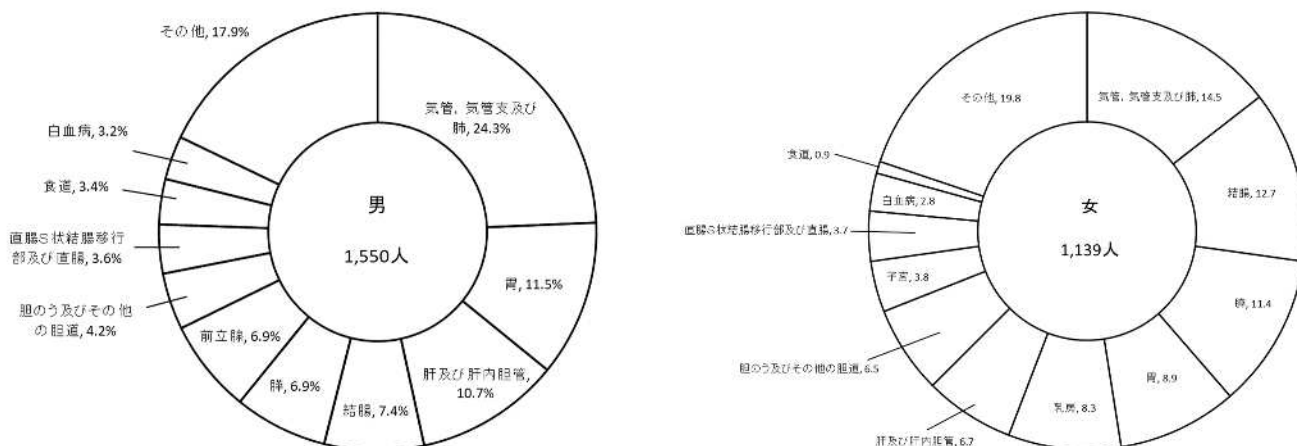 その他, 17.9%
気管，気管支及び
肺, 24.3%
白血病, 3.2%
食道, 3.4%
直腸S状結腸移行
部及び直腸, 3.6%
胆のう及びその他
の胆道, 4.2%
前立腺, 6.9%
膵, 6.9%
結腸, 7.4%
肝及び肝内胆管,
10.7%
胃, 11.5%
男
1,550人
その他, 19.8
気管，気管支及び肺, 14.5
食道, 0.9
白血病, 2.8
直腸S状結腸移行部及び直腸, 3.7
子宮, 3.8
胆のう及びその他の胆道, 6.5
肝及び肝内胆管, 6.7
乳房, 8.3
胃, 8.9
膵, 11.4
結腸, 12.7
女
1,139人